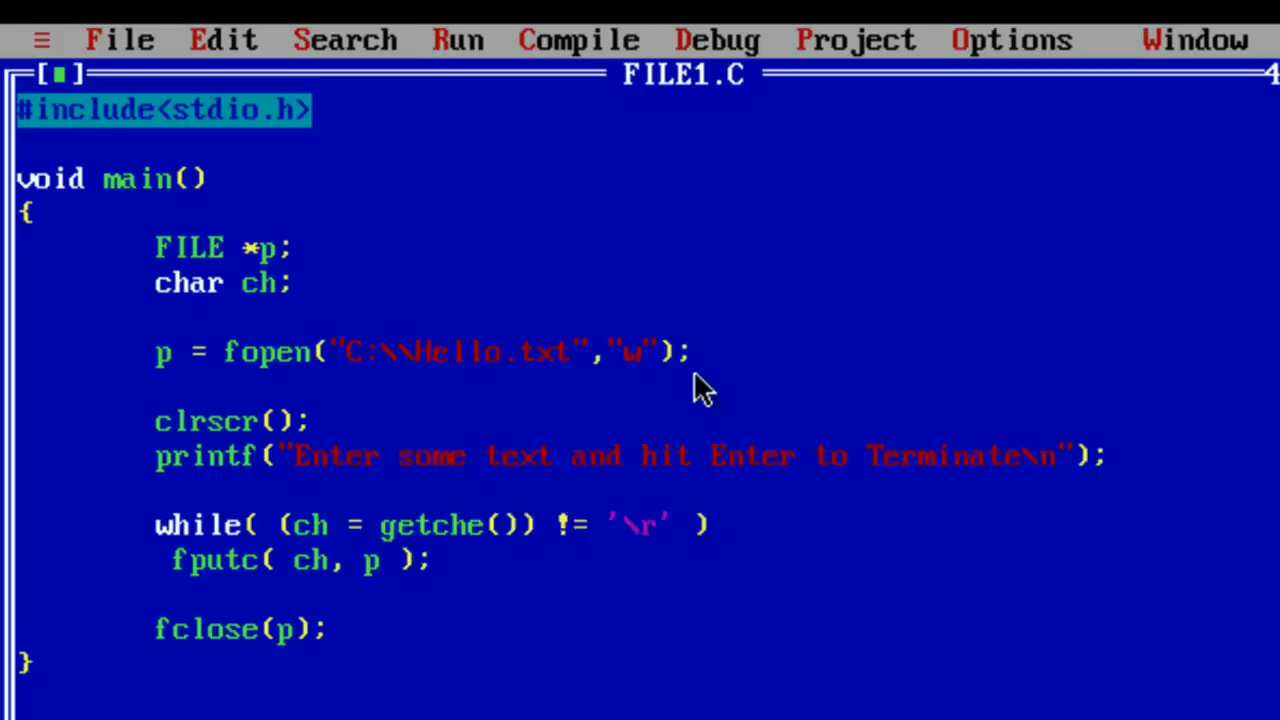 ≡ File Edit Search Run Compile Debug Project Options Window
[■] FILE1.C 4
#include<stdio.h>
void main()
{
FILE *p;
char ch;
p = fopen("C:\\Hello.txt","w");
clrscr();
printf("Enter some text and hit Enter to Terminate\n");
while( (ch = getche()) != '\r' )
fputc( ch, p );
fclose(p);
}